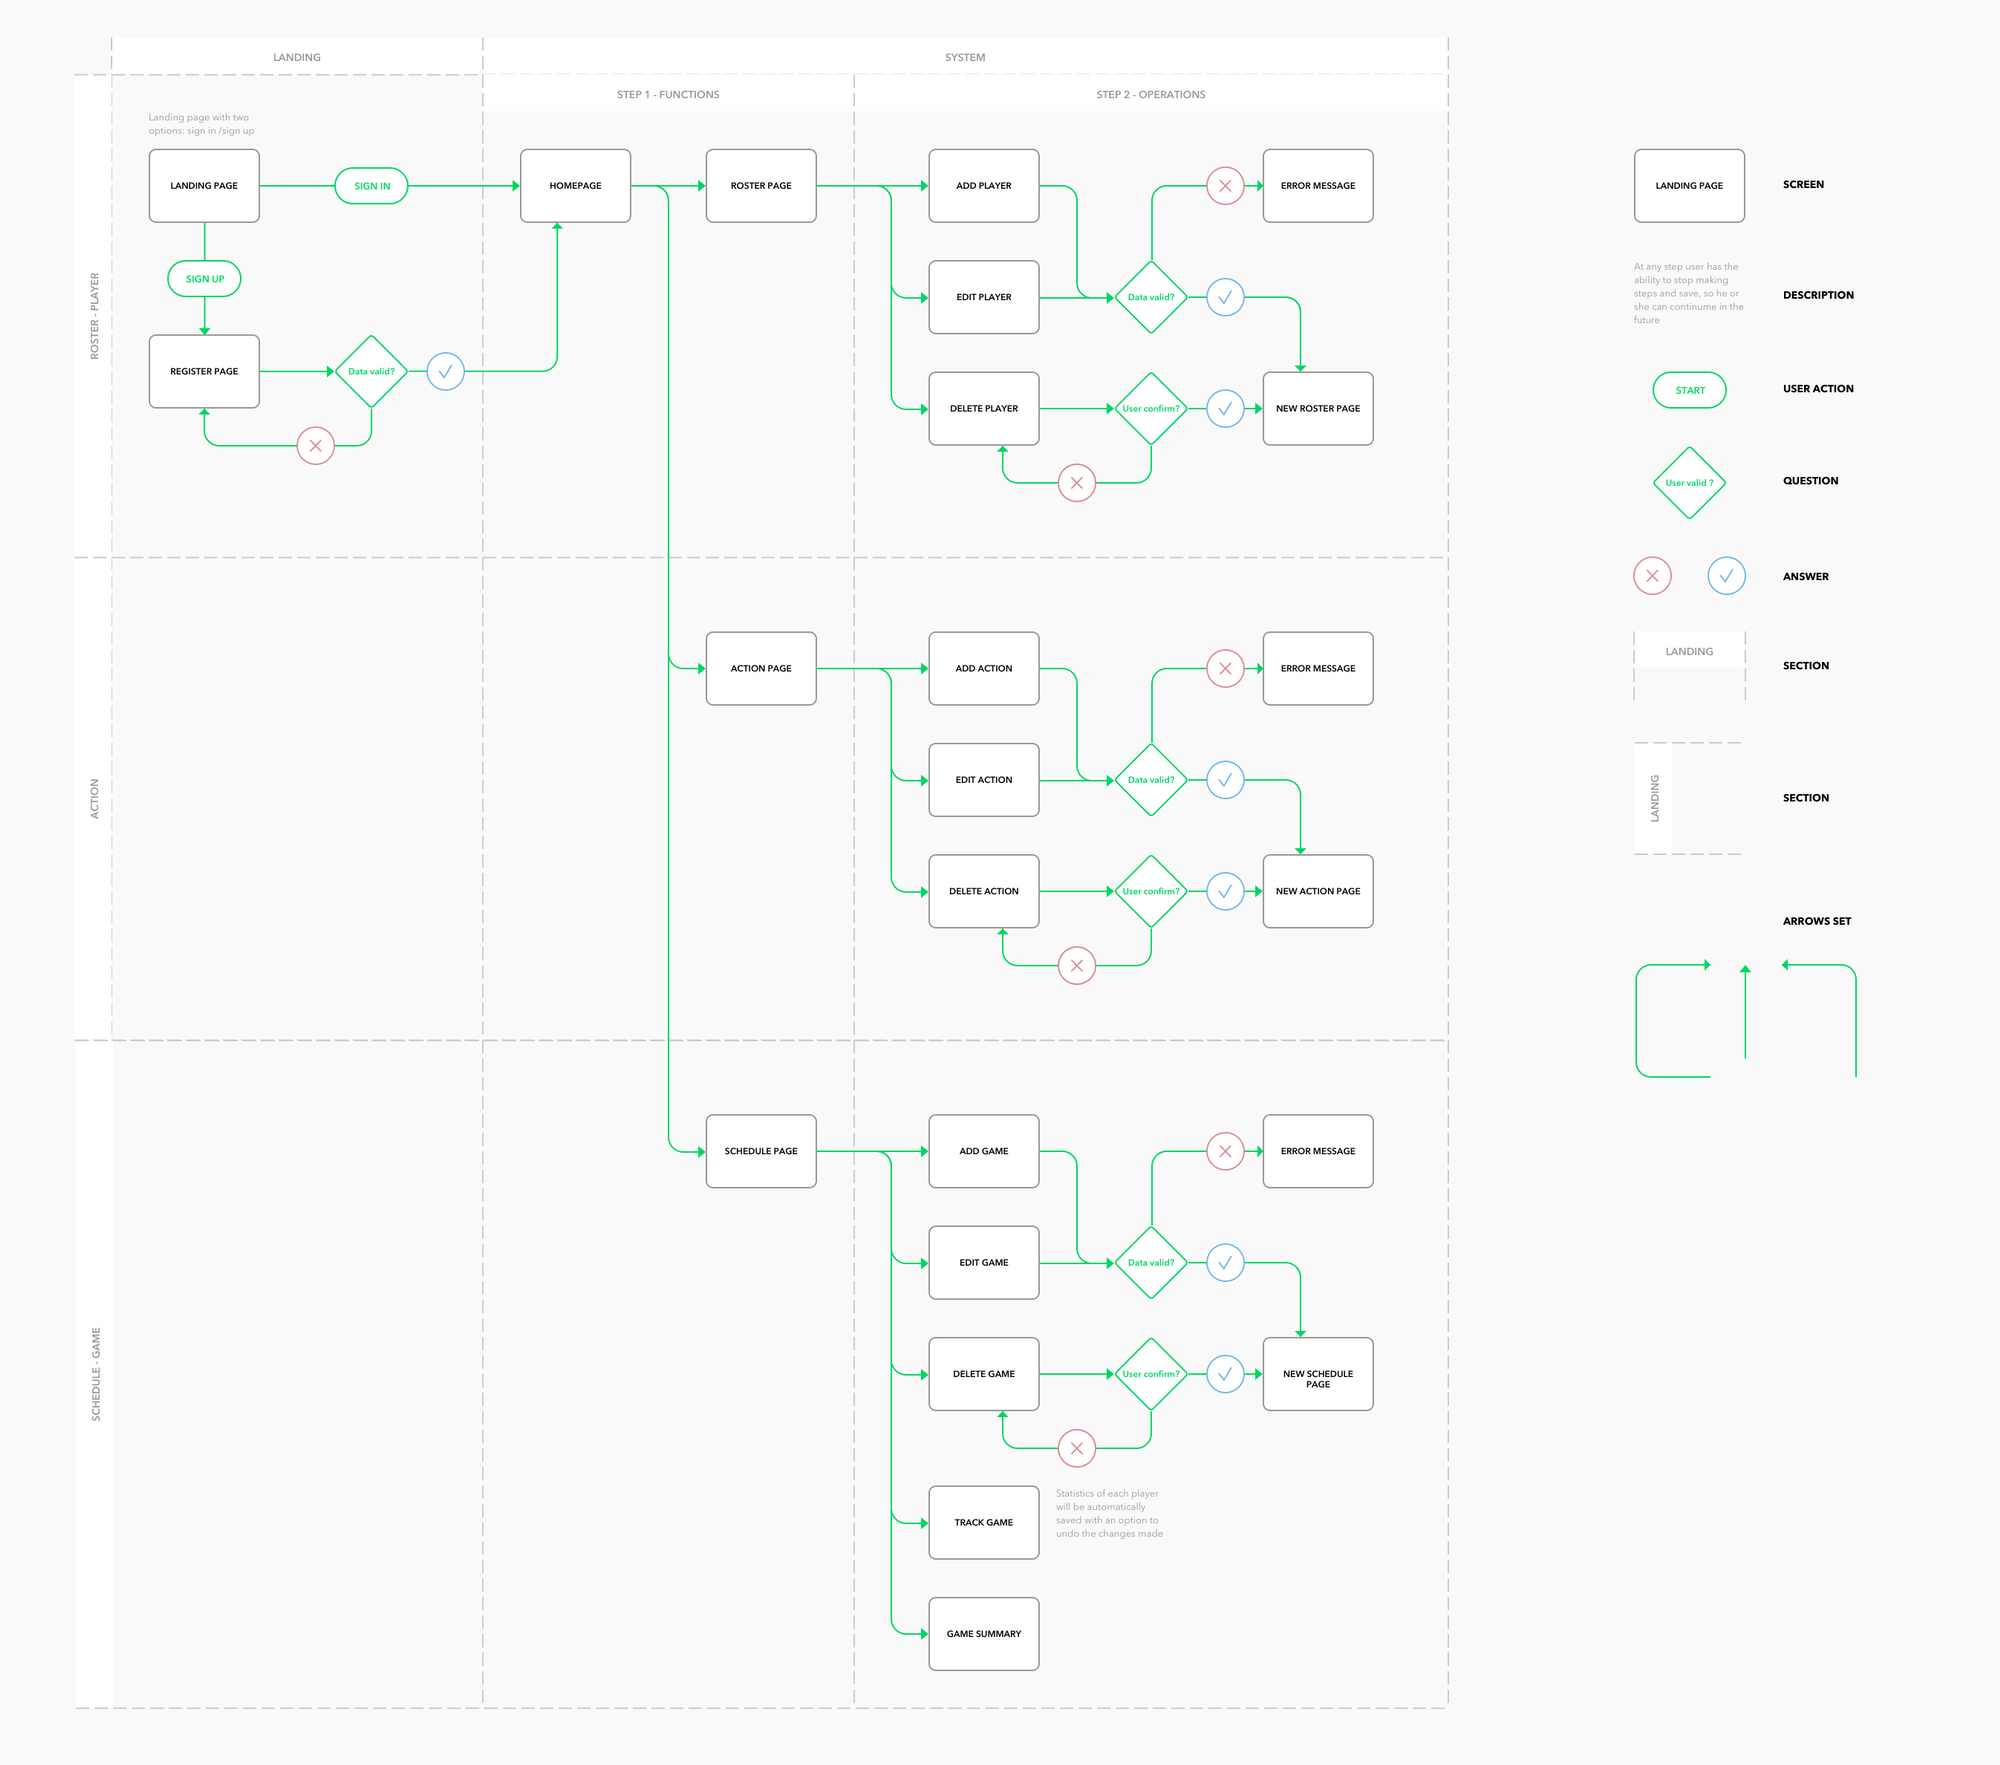 LANDING
SYSTEM
STEP 1 - FUNCTIONS
STEP 2 - OPERATIONS
ROSTER - PLAYER
Landing page with two
options: sign in /sign up
LANDING PAGE
SIGN IN
HOMEPAGE
ROSTER PAGE
ADD PLAYER
ERROR MESSAGE
SIGN UP
EDIT PLAYER
Data valid?
REGISTER PAGE
Data valid?
DELETE PLAYER
User confirm?
NEW ROSTER PAGE
ACTION
ACTION PAGE
ADD ACTION
ERROR MESSAGE
EDIT ACTION
Data valid?
DELETE ACTION
User confirm?
NEW ACTION PAGE
SCHEDULE - GAME
SCHEDULE PAGE
ADD GAME
ERROR MESSAGE
EDIT GAME
Data valid?
DELETE GAME
User confirm?
NEW SCHEDULE
PAGE
TRACK GAME
Statistics of each player
will be automatically
saved with an option to
undo the changes made
GAME SUMMARY
LANDING PAGE
SCREEN
At any step user has the
ability to stop making
steps and save, so he or
she can continume in the
future
DESCRIPTION
START
USER ACTION
User valid ?
QUESTION
ANSWER
LANDING
SECTION
LANDING
SECTION
ARROWS SET